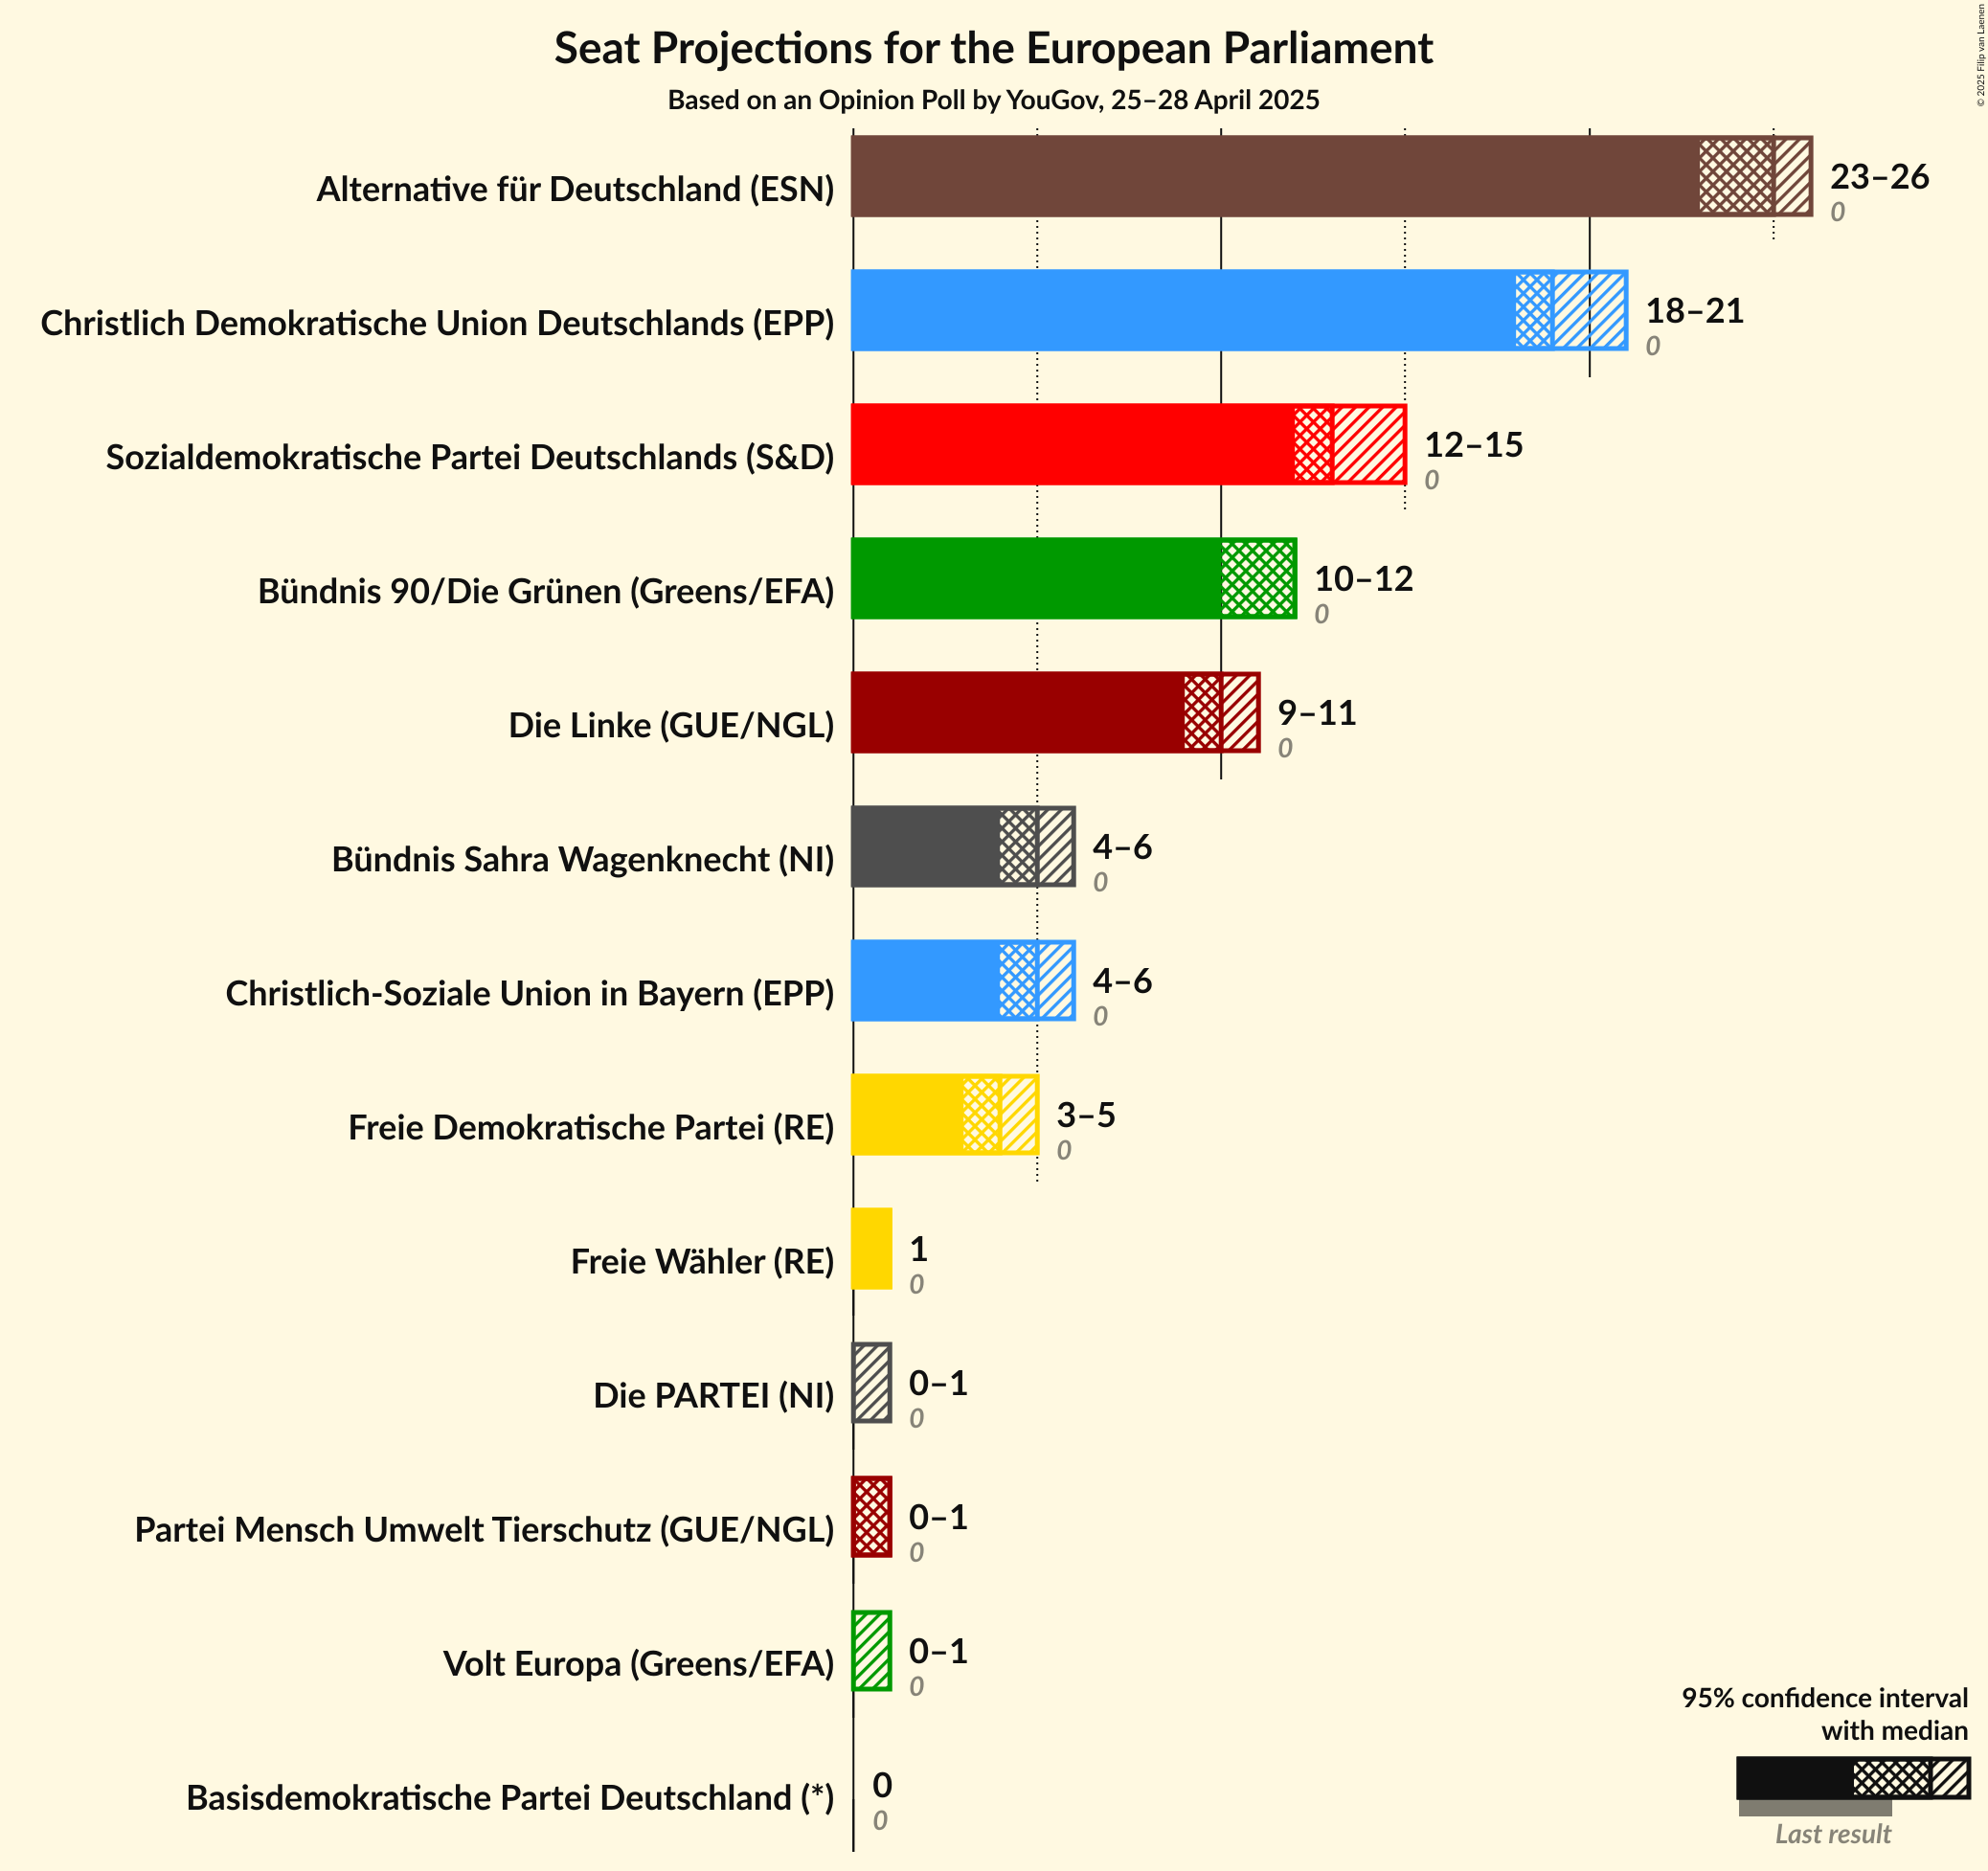 Seat Projections for the European Parliament
Based on an Opinion Poll by YouGov, 25–28 April 2025
© 2025 Filip van Laenen
Alternative für Deutschland (ESN)
23–26
0
Christlich Demokratische Union Deutschlands (EPP)
18–21
0
Sozialdemokratische Partei Deutschlands (S&D)
12–15
0
Bündnis 90/Die Grünen (Greens/EFA)
10–12
0
Die Linke (GUE/NGL)
9–11
0
Bündnis Sahra Wagenknecht (NI)
4–6
0
Christlich-Soziale Union in Bayern (EPP)
4–6
0
Freie Demokratische Partei (RE)
3–5
0
Freie Wähler (RE)
1
0
Die PARTEI (NI)
0–1
0
Partei Mensch Umwelt Tierschutz (GUE/NGL)
0–1
0
Volt Europa (Greens/EFA)
0–1
0
Basisdemokratische Partei Deutschland (*)
0
0
95% confidence interval
with median
Last result